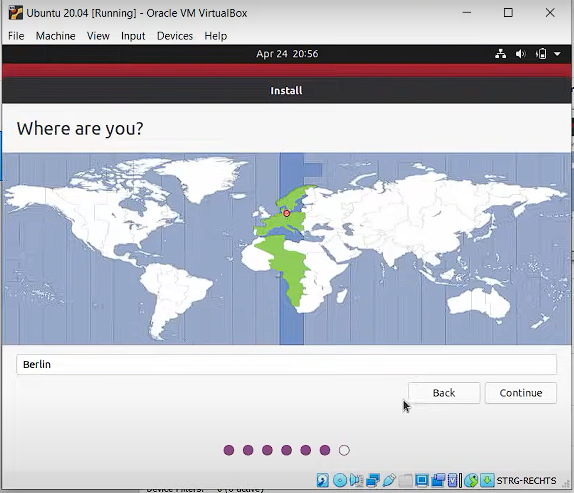 Ubuntu 20.04 [Running] - Oracle VM VirtualBox
File Machine View Input Devices Help
Apr 24 20:56
Install
Where are you?
Berlin
Back Continue
STRG-RECHTS